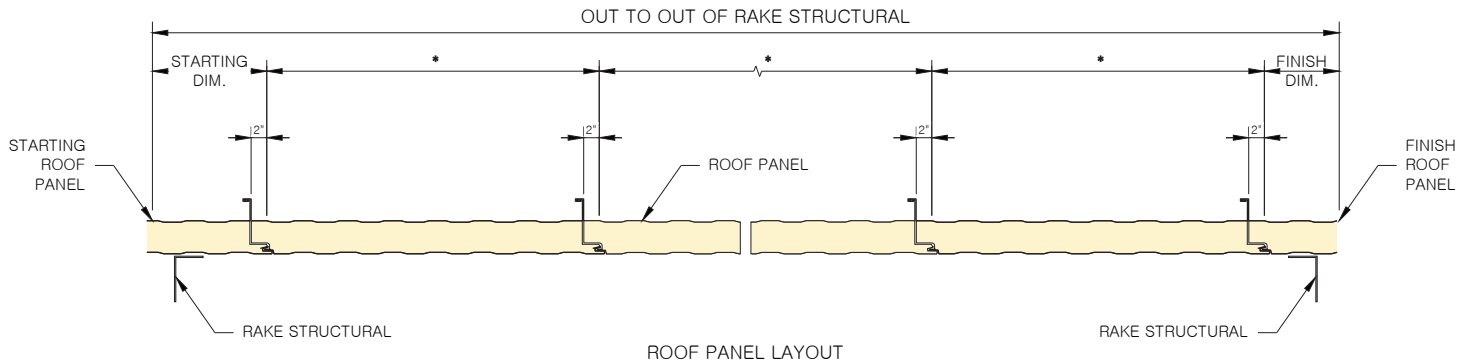 OUT TO OUT OF RAKE STRUCTURAL
STARTING
DIM.
*
*
*
FINISH
DIM.
2"
2"
2"
2"
STARTING
ROOF
PANEL
ROOF PANEL
FINISH
ROOF
PANEL
RAKE STRUCTURAL
RAKE STRUCTURAL
ROOF PANEL LAYOUT